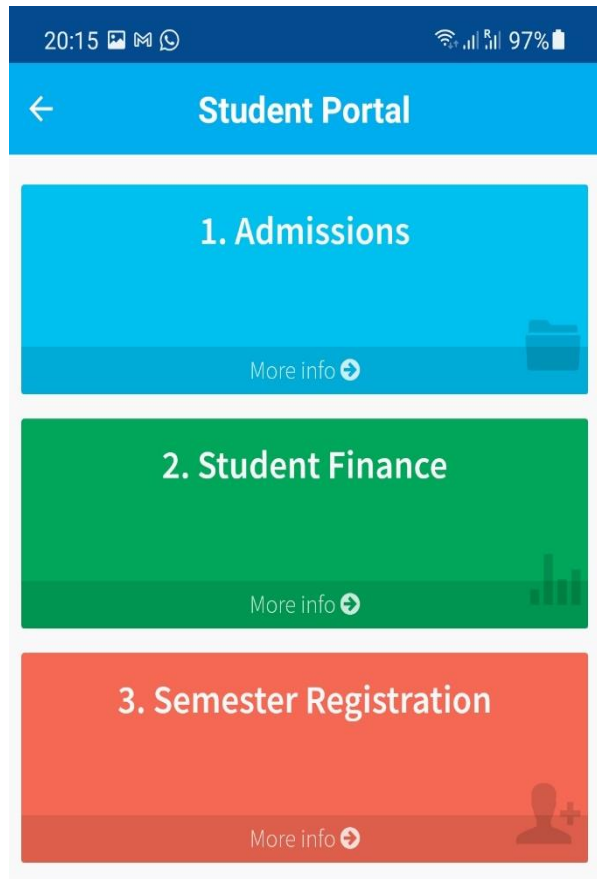 20:15 97%
Student Portal
1. Admissions
More info
2. Student Finance
More info
3. Semester Registration
More info